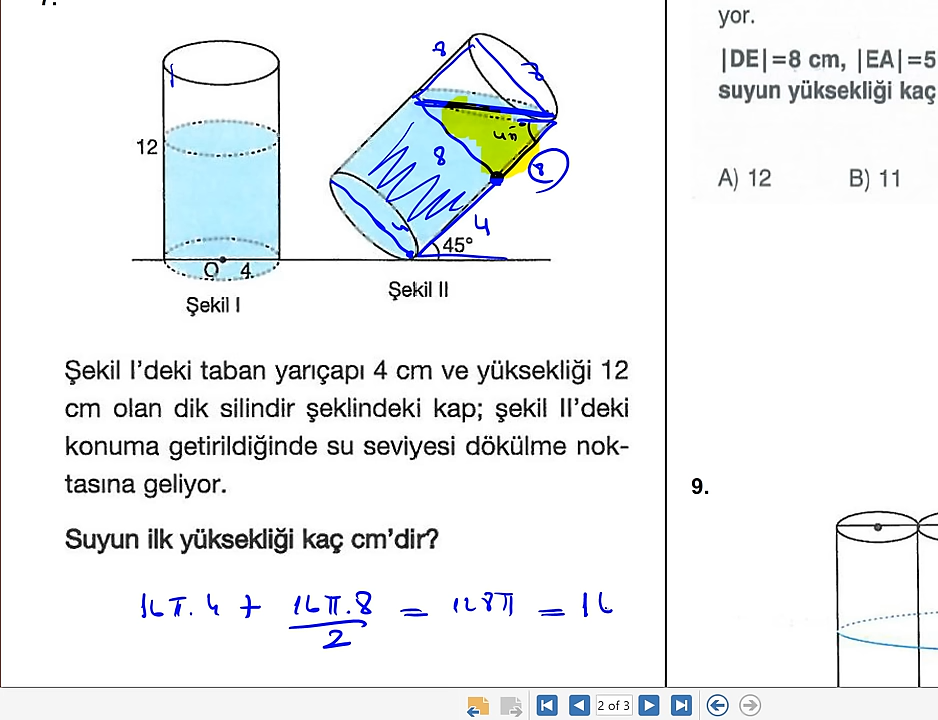 7.
12
O 4
Şekil I
8
8
45
8
8
4
45°
Şekil II
Şekil I'deki taban yarıçapı 4 cm ve yüksekliği 12
cm olan dik silindir şeklindeki kap; şekil II'deki
konuma getirildiğinde su seviyesi dökülme nok-
tasına geliyor.
Suyun ilk yüksekliği kaç cm'dir?
16π.4 + 16π.8/2 = 128π = 16
yor.
|DE|=8 cm, |EA|=5
suyun yüksekliği kaç
A) 12 B) 11
9.
2 of 3